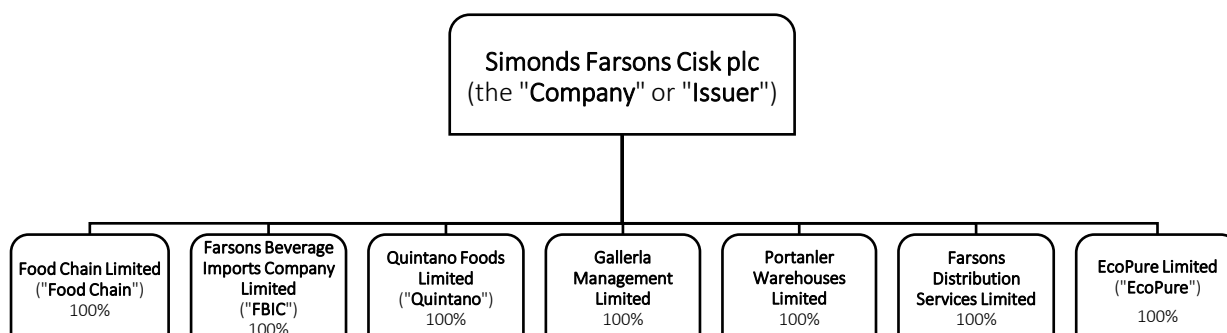 Simonds Farsons Cisk plc
(the "Company" or "Issuer")
Food Chain Limited
("Food Chain")
100%
Farsons Beverage
Imports Company
Limited
("FBIC")
100%
Quintano Foods
Limited
("Quintano")
100%
Gallerla
Management
Limited
100%
Portanler
Warehouses
Limited
100%
Farsons
Distribution
Services Limited
100%
EcoPure Limited
("EcoPure")
100%